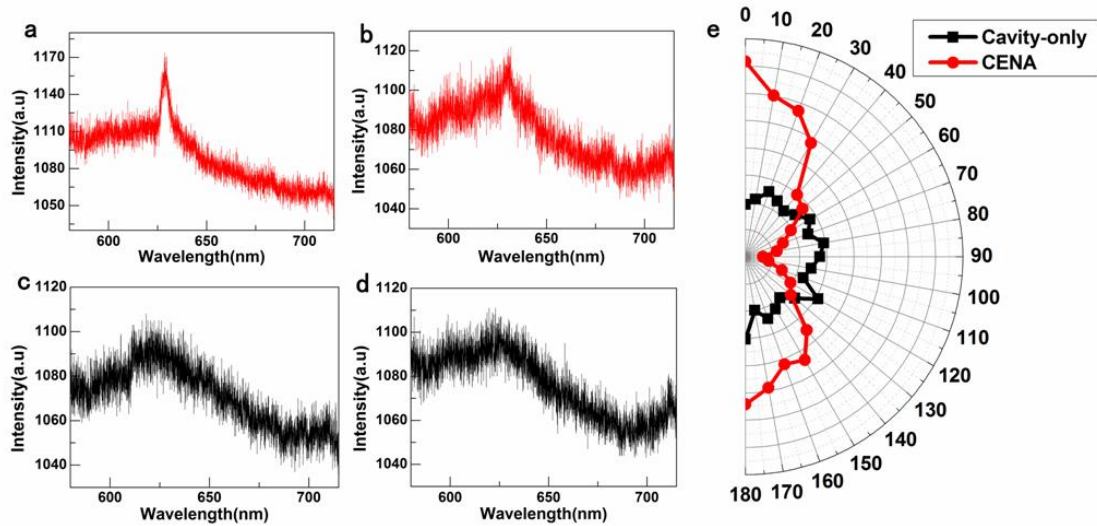 a
1170
1140
1110
1080
1050
Intensity(a.u)
600 650 700
Wavelength(nm)
b
1120
1100
1080
1060
1040
Intensity(a.u)
600 650 700
Wavelength(nm)
c
1120
1100
1080
1060
1040
Intensity(a.u)
600 650 700
Wavelength(nm)
d
1120
1100
1080
1060
1040
Intensity(a.u)
600 650 700
Wavelength(nm)
e
Cavity-only
CENA
0
10
20
30
40
50
60
70
80
90
100
110
120
130
140
150
160
170
180